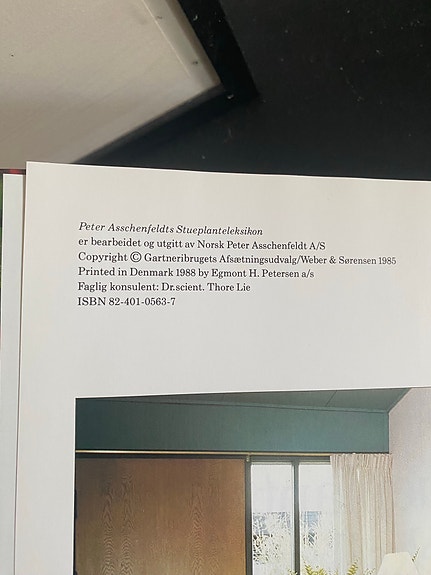 Peter Asschenfeldts Stueplanteleksikon
er bearbeidet og utgitt av Norsk Peter Asschenfeldt A/S
Copyright © Gartneribrugets Afsætningsudvalg/Weber & Sørensen 1985
Printed in Denmark 1988 by Egmont H. Petersen a/s
Faglig konsulent: Dr.scient. Thore Lie
ISBN 82-401-0563-7